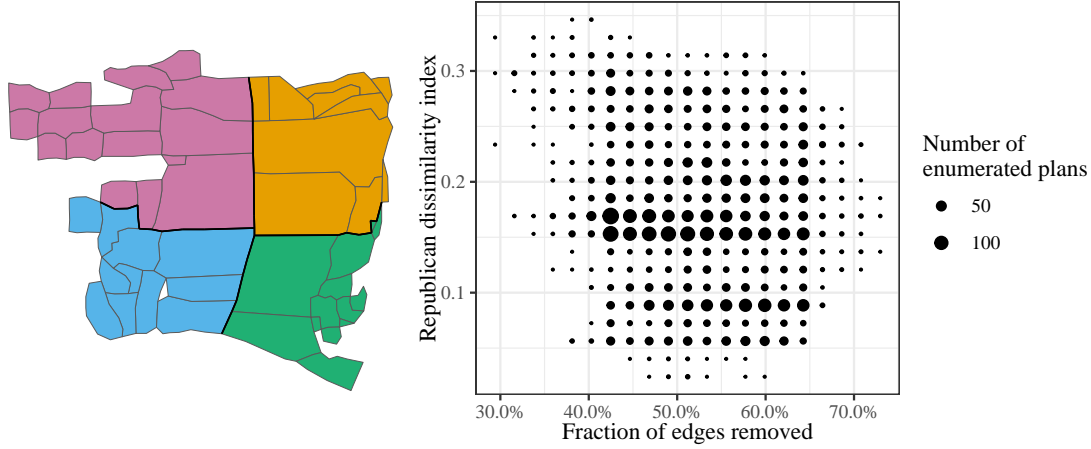 Republican dissimilarity index
0.3
0.2
0.1
30.0%
40.0%
50.0%
60.0%
70.0%
Fraction of edges removed
Number of
enumerated plans
50
100